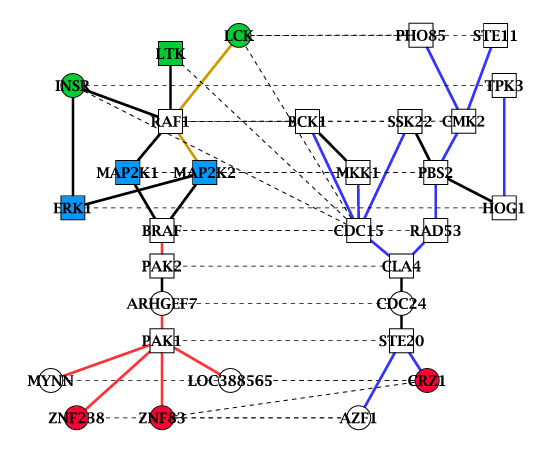 LCK PHO85 STE11
LTK
INSR TPK3
RAF1 BCK1 SSK22 CMK2
MAP2K1 MAP2K2 MKK1 PBS2
ERK1 HOG1
BRAF CDC15 RAD53
PAK2 CLA4
ARHGEF7 CDC24
PAK1 STE20
MYNN LOC388565 CRZ1
ZNF238 ZNF83 AZF1